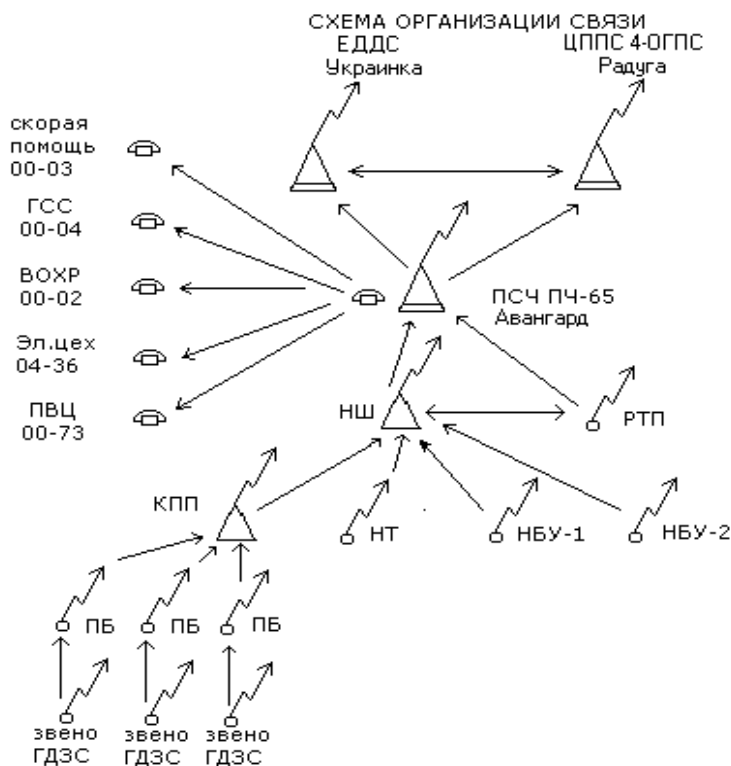 СХЕМА ОРГАНИЗАЦИИ СВЯЗИ
ЕДДС
Украинка
ЦППС 4-ОГПС
Радуга
скорая
помощь
00-03
ГСС
00-04
ВОХР
00-02
Эл.цех
04-36
ПВЦ
00-73
ПСЧ ПЧ-65
Авангард
НШ
РТП
КПП
НТ
НБУ-1
НБУ-2
ПБ
ПБ
ПБ
звено
ГДЗС
звено
ГДЗС
звено
ГДЗС